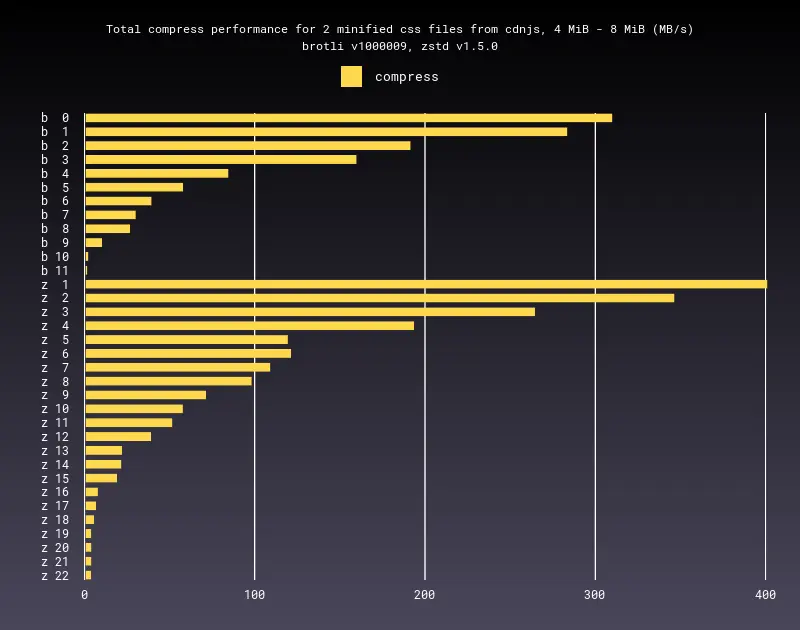 Total compress performance for 2 minified css files from cdnjs, 4 MiB - 8 MiB (MB/s)
brotli v1000009, zstd v1.5.0
compress
b 0
b 1
b 2
b 3
b 4
b 5
b 6
b 7
b 8
b 9
b 10
b 11
z 1
z 2
z 3
z 4
z 5
z 6
z 7
z 8
z 9
z 10
z 11
z 12
z 13
z 14
z 15
z 16
z 17
z 18
z 19
z 20
z 21
z 22
0 100 200 300 400